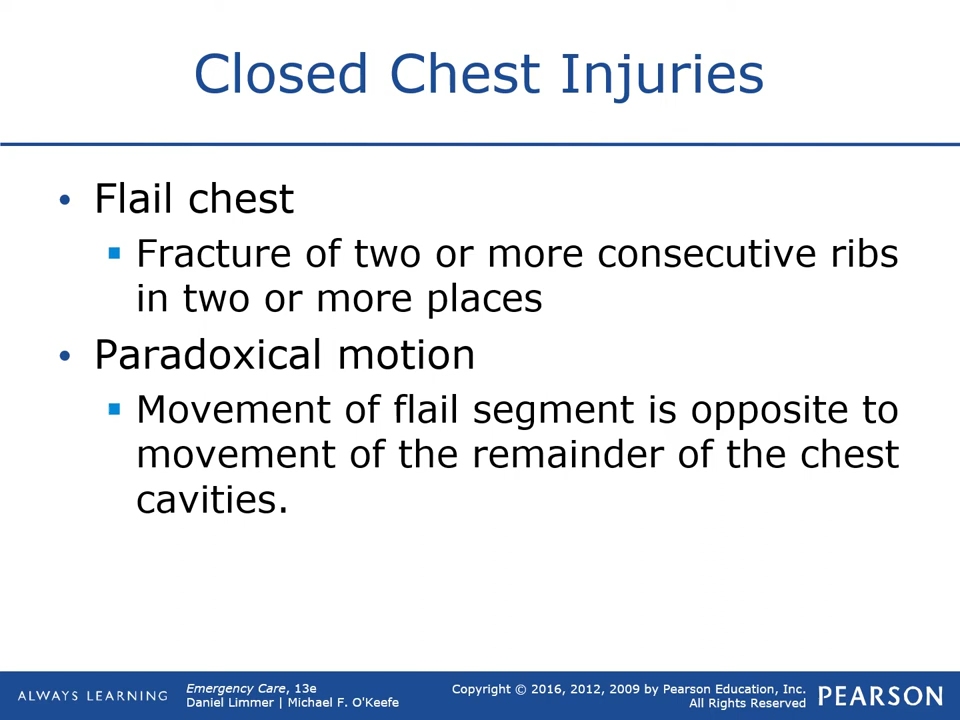 Closed Chest Injuries
• Flail chest
▪ Fracture of two or more consecutive ribs
in two or more places
• Paradoxical motion
▪ Movement of flail segment is opposite to
movement of the remainder of the chest
cavities.
ALWAYS LEARNING
Emergency Care, 13e
Daniel Limmer | Michael F. O'Keefe
Copyright © 2016, 2012, 2009 by Pearson Education, Inc.
All Rights Reserved
PEARSON